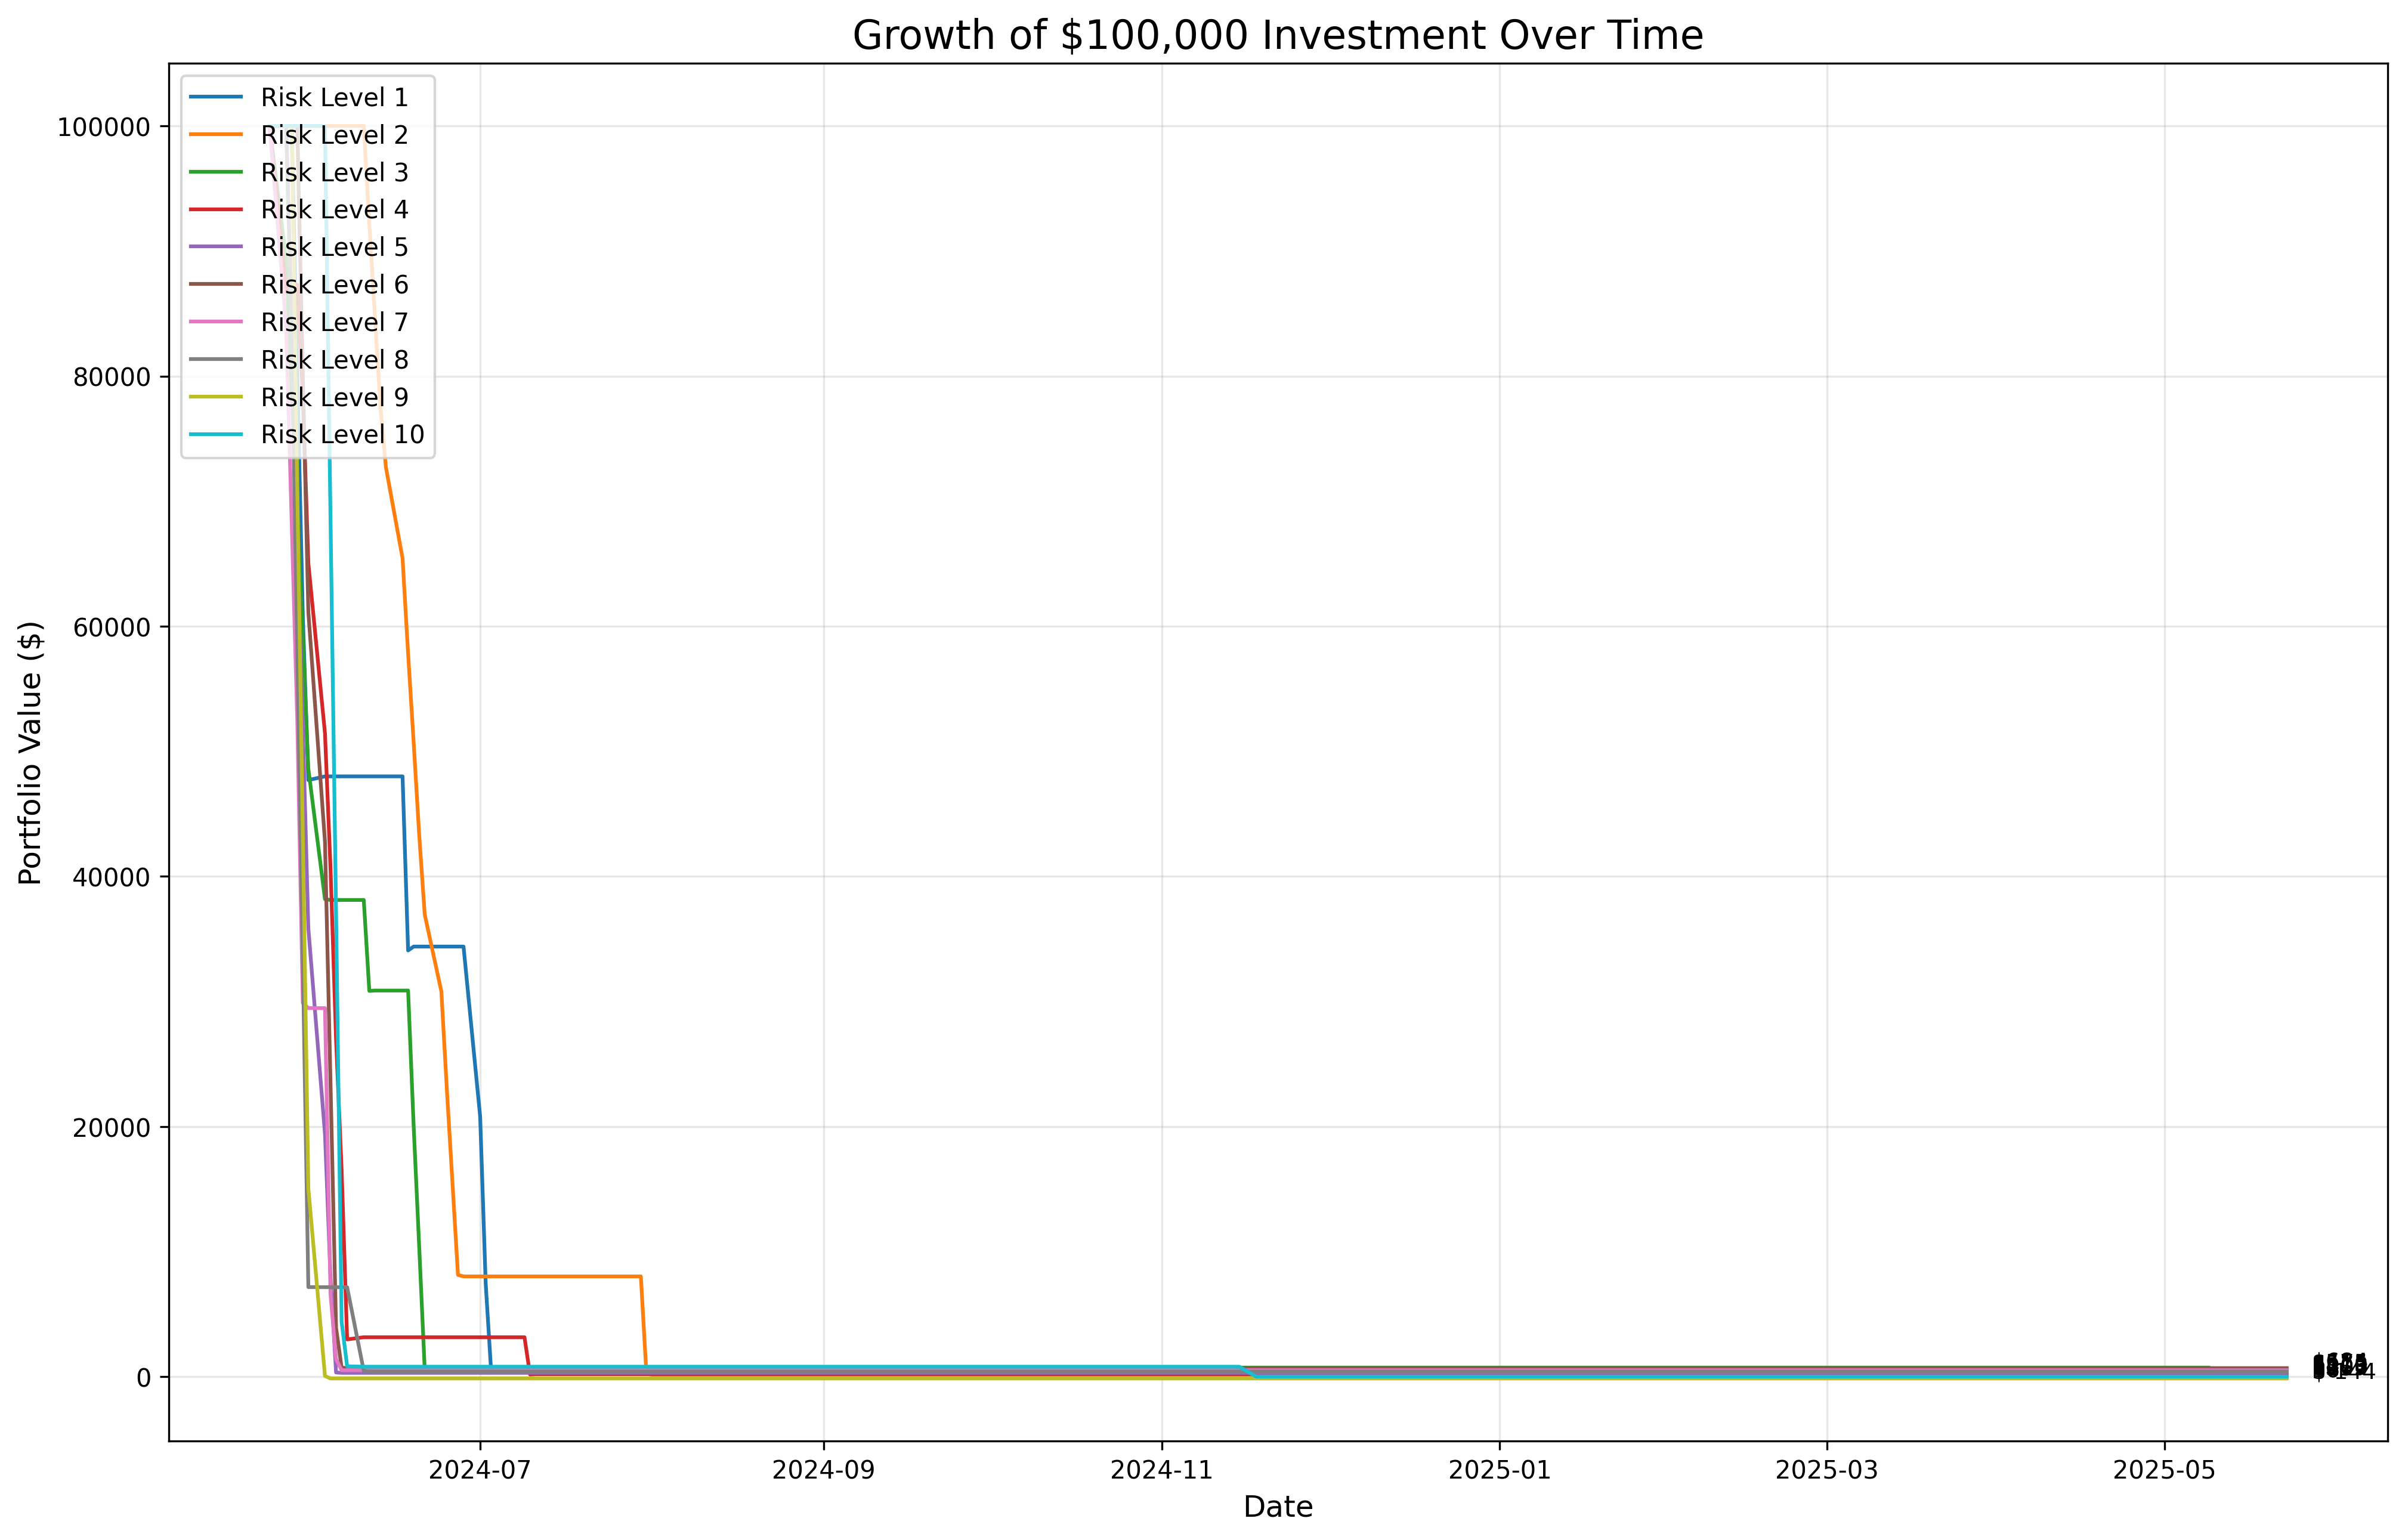 Growth of $100,000 Investment Over Time
Risk Level 1
Risk Level 2
Risk Level 3
Risk Level 4
Risk Level 5
Risk Level 6
Risk Level 7
Risk Level 8
Risk Level 9
Risk Level 10
Portfolio Value ($)
100000
80000
60000
40000
20000
0
2024-07
2024-09
2024-11
2025-01
2025-03
2025-05
Date